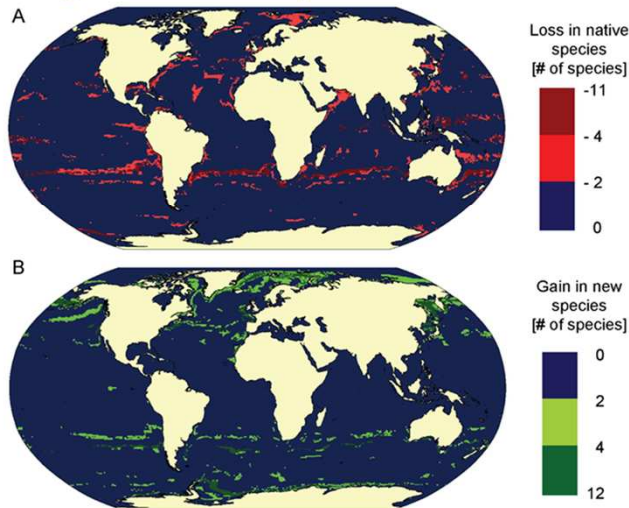 A
Loss in native
species
[# of species]
-11
- 4
- 2
0
B
Gain in new
species
[# of species]
0
2
4
12